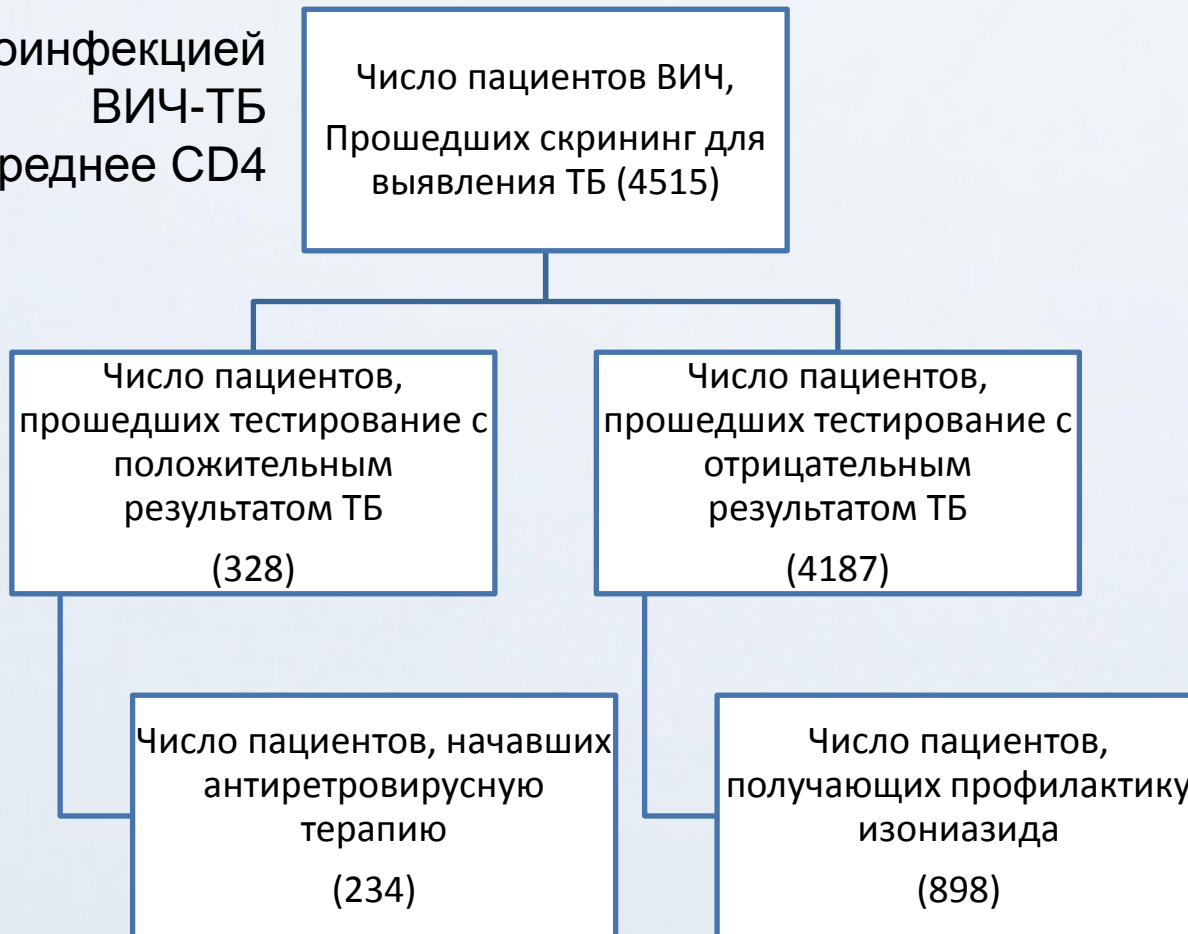 оинфекцией
ВИЧ-ТБ
реднее CD4
Число пациентов ВИЧ,
Прошедших скрининг для
выявления ТБ (4515)
Число пациентов,
прошедших тестирование с
положительным
результатом ТБ
(328)
Число пациентов,
прошедших тестирование с
отрицательным
результатом ТБ
(4187)
Число пациентов, начавших
антиретровирусную
терапию
(234)
Число пациентов,
получающих профилактику
изониазида
(898)